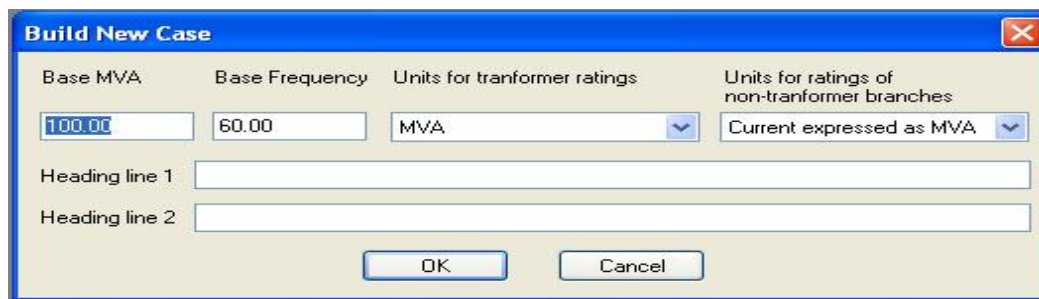 Build New Case
Base MVA
Base Frequency
Units for tranformer ratings
Units for ratings of
non-tranformer branches
100.00
60.00
MVA
Current expressed as MVA
Heading line 1
Heading line 2
OK
Cancel